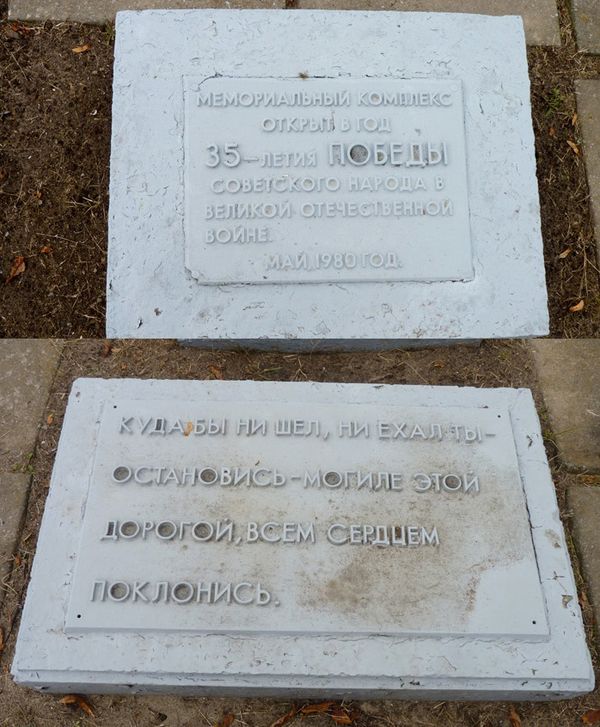 МЕМОРИАЛЬНЫЙ КОМПЛЕКС
ОТКРЫТ В ГОД
35-ЛЕТИЯ ПОБЕДЫ
СОВЕТСКОГО НАРОДА В
ВЕЛИКОЙ ОТЕЧЕСТВЕННОЙ
ВОЙНЕ.
МАЙ, 1980 ГОД.
КУДА БЫ НИ ШЕЛ, НИ ЕХАЛ ТЫ-
ОСТАНОВИСЬ-МОГИЛЕ ЭТОЙ
ДОРОГОЙ, ВСЕМ СЕРДЦЕМ
ПОКЛОНИСЬ.